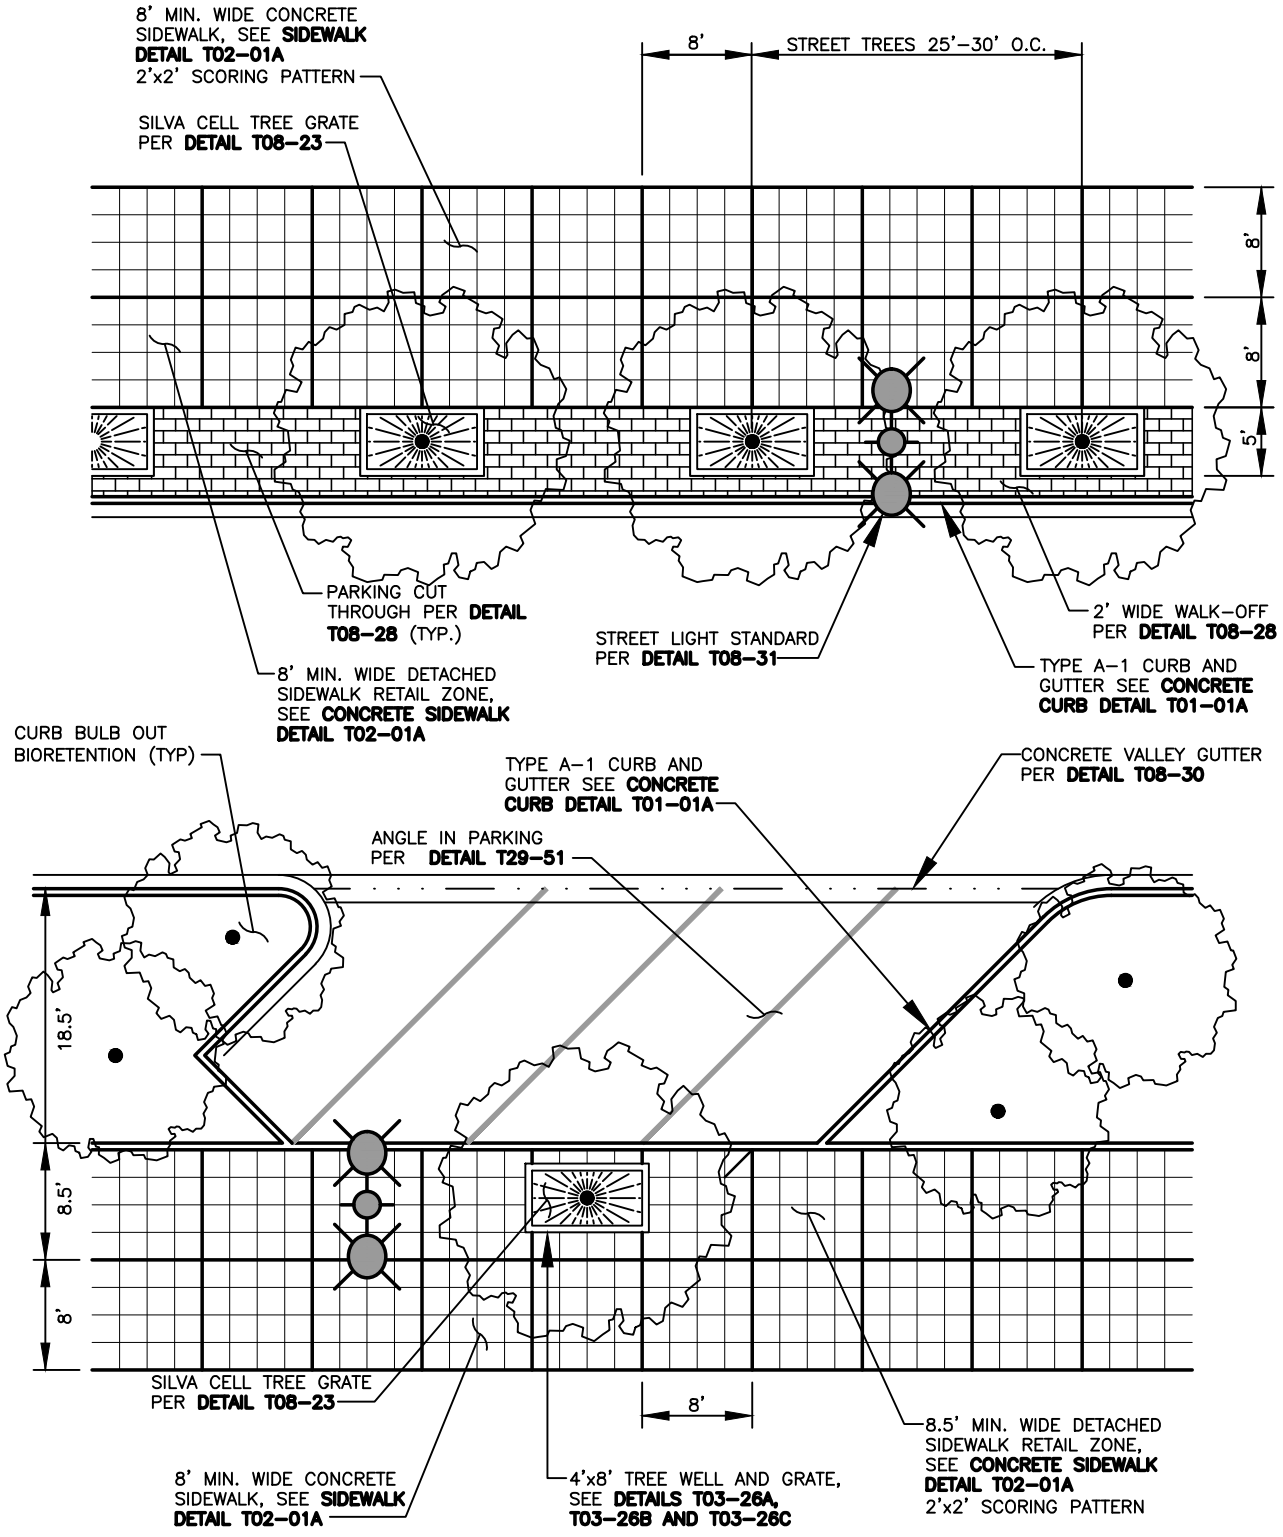 8' MIN. WIDE CONCRETE
SIDEWALK, SEE SIDEWALK
DETAIL T02-01A
2'x2' SCORING PATTERN
8'
STREET TREES 25'-30' O.C.
SILVA CELL TREE GRATE
PER DETAIL T08-23
8'
8'
5'
PARKING CUT
THROUGH PER DETAIL
T08-28 (TYP.)
STREET LIGHT STANDARD
PER DETAIL T08-31
2' WIDE WALK-OFF
PER DETAIL T08-28
8' MIN. WIDE DETACHED
SIDEWALK RETAIL ZONE,
SEE CONCRETE SIDEWALK
DETAIL T02-01A
TYPE A-1 CURB AND
GUTTER SEE CONCRETE
CURB DETAIL T01-01A
CURB BULB OUT
BIORETENTION (TYP)
TYPE A-1 CURB AND
GUTTER SEE CONCRETE
CURB DETAIL T01-01A
CONCRETE VALLEY GUTTER
PER DETAIL T08-30
ANGLE IN PARKING
PER DETAIL T29-51
18.5'
8.5'
8'
SILVA CELL TREE GRATE
PER DETAIL T08-23
8'
8' MIN. WIDE CONCRETE
SIDEWALK, SEE SIDEWALK
DETAIL T02-01A
4'x8' TREE WELL AND GRATE,
SEE DETAILS T03-26A,
T03-26B AND T03-26C
8.5' MIN. WIDE DETACHED
SIDEWALK RETAIL ZONE,
SEE CONCRETE SIDEWALK
DETAIL T02-01A
2'x2' SCORING PATTERN